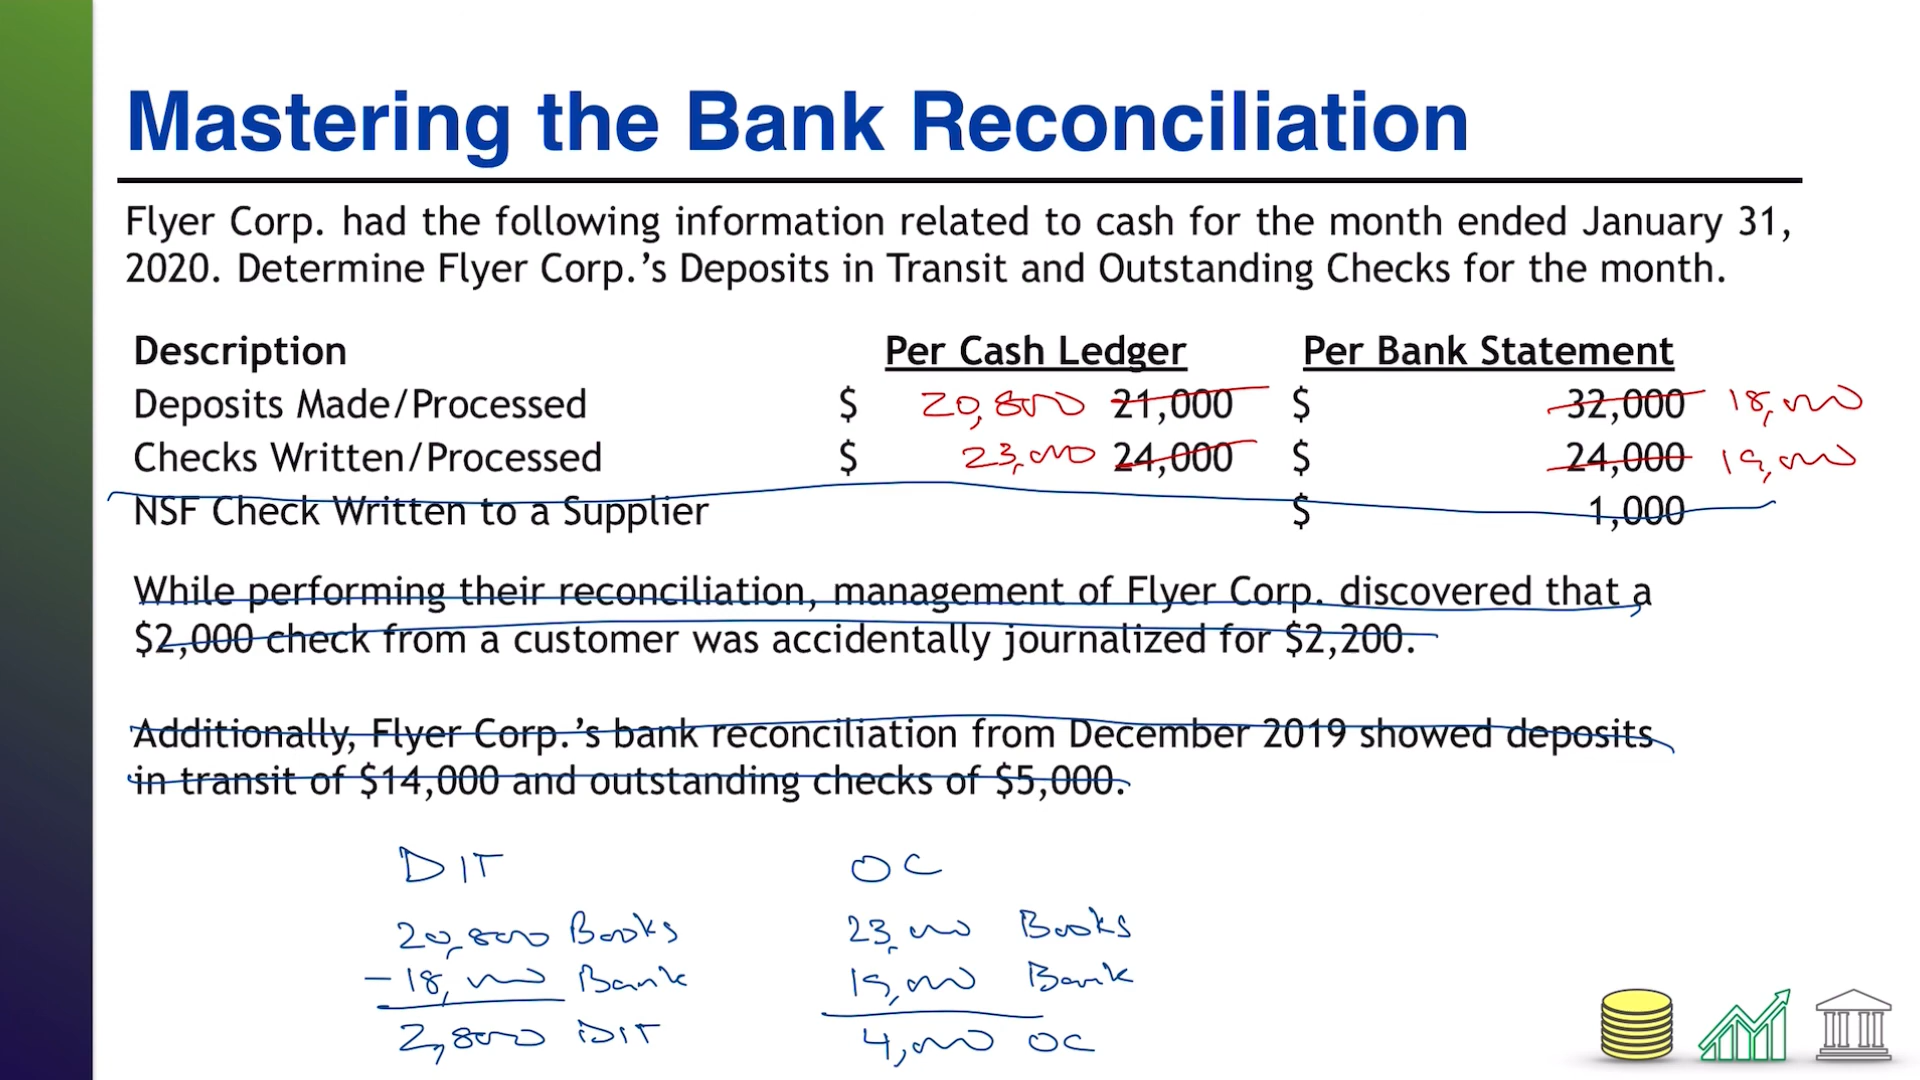 Mastering the Bank Reconciliation
Flyer Corp. had the following information related to cash for the month ended January 31,
2020. Determine Flyer Corp.’s Deposits in Transit and Outstanding Checks for the month.
Description Per Cash Ledger Per Bank Statement
Deposits Made/Processed $ 20,800 21,000 $ 32,000 18,000
Checks Written/Processed $ 23,000 24,000 $ 24,000 19,000
NSF Check Written to a Supplier $ 1,000
While performing their reconciliation, management of Flyer Corp. discovered that a
$2,000 check from a customer was accidentally journalized for $2,200.
Additionally, Flyer Corp.’s bank reconciliation from December 2019 showed deposits
in transit of $14,000 and outstanding checks of $5,000.
DIT OC
20,800 Books 23,000 Books
-18,000 Bank 19,000 Bank
2,800 DIT 4,000 OC